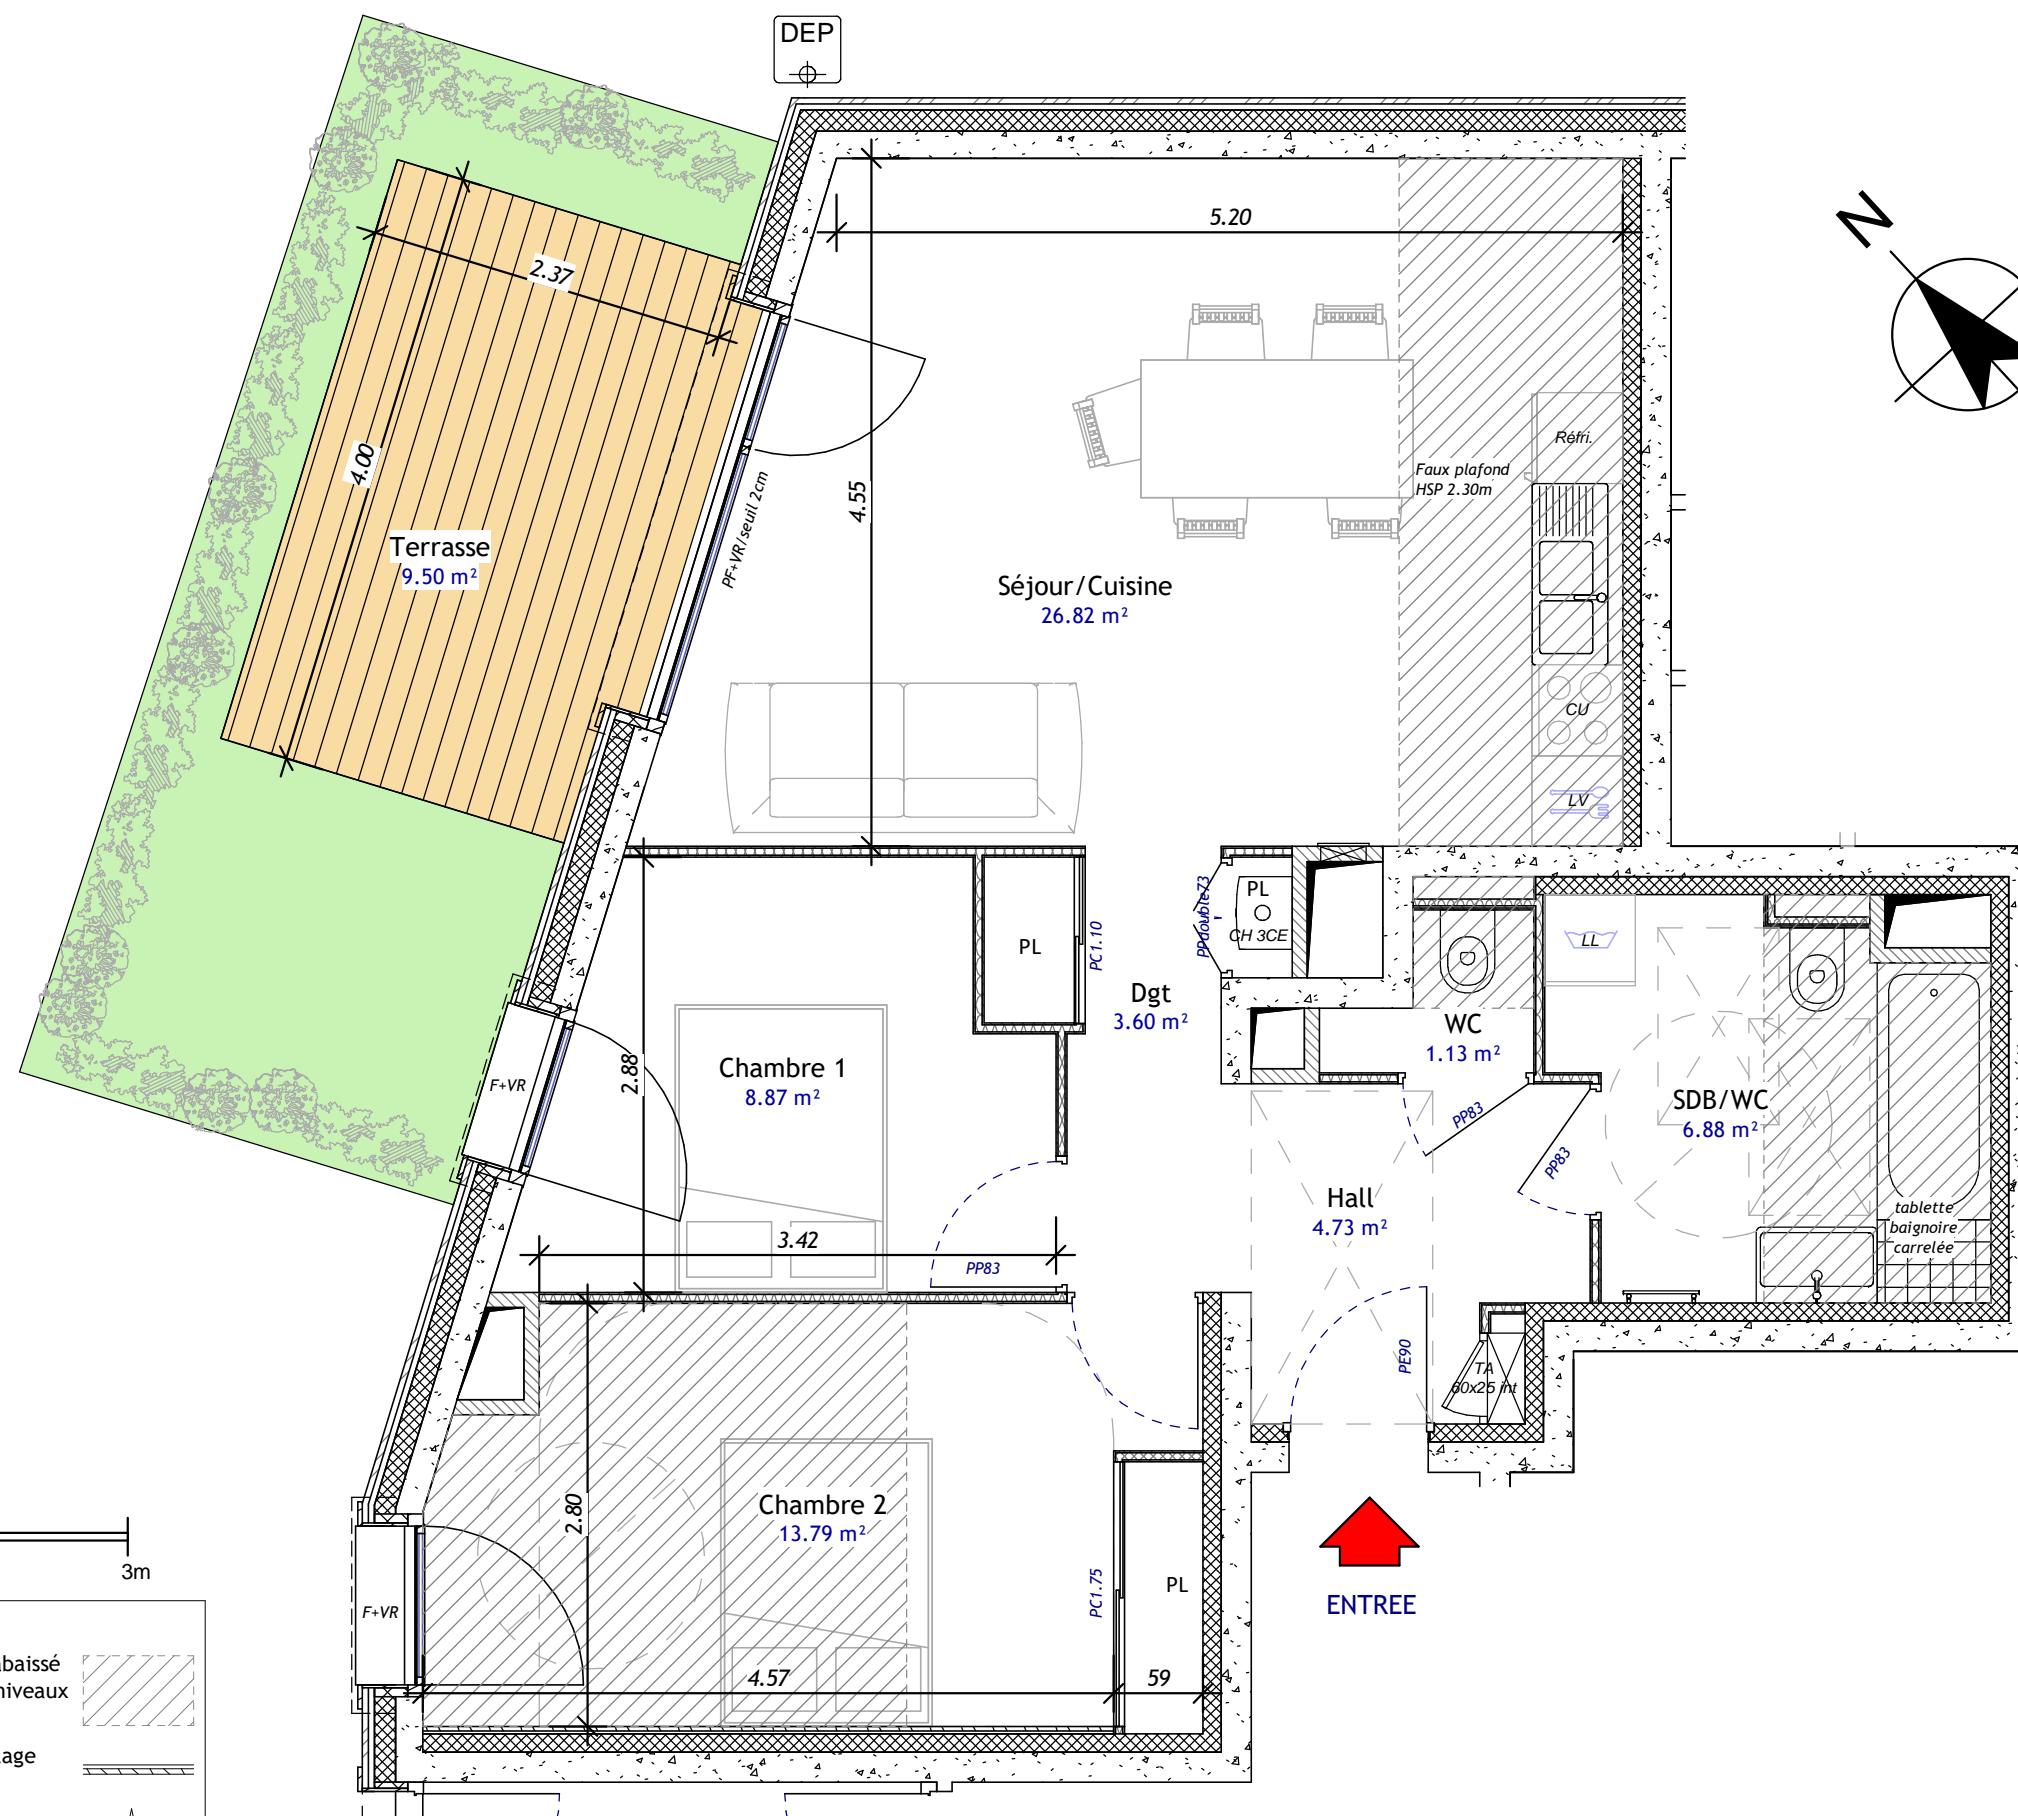 DEP
N
5.20
2.37
4.00
4.55
Terrasse
9.50 m²
PF+VR/seuil 2cm
Séjour/Cuisine
26.82 m²
Réfri.
Faux plafond
HSP 2.30m
CU
LV
PL
PC1.10
PPdouble73
PL
CH 3CE
LL
Dgt
3.60 m²
WC
1.13 m²
F+VR
2.88
Chambre 1
8.87 m²
SDB/WC
6.88 m²
PP83
PP83
Hall
4.73 m²
tablette
baignoire
carrelée
3.42
PP83
PE90
TA
60x25 int
Chambre 2
13.79 m²
2.80
PC1.75
PL
3m
ENTREE
F+VR
4.57
59
abaissé
niveaux
lage